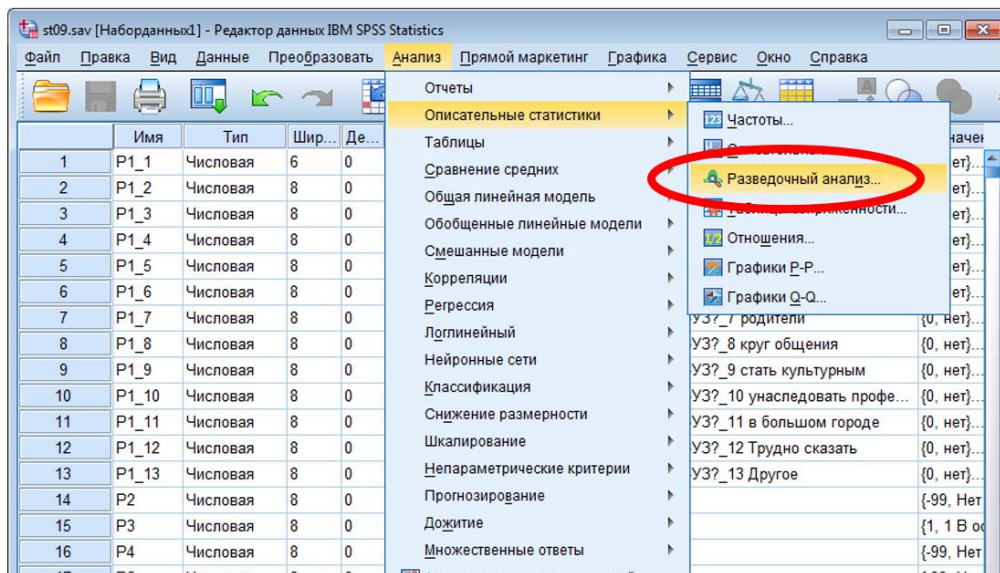 st09.sav [Наборданных1] - Редактор данных IBM SPSS Statistics
Файл Правка Вид Данные Преобразовать Анализ Прямой маркетинг Графика Сервис Окно Справка
Имя Тип Шир... Де...
1 P1_1 Числовая 6 0
2 P1_2 Числовая 8 0
3 P1_3 Числовая 8 0
4 P1_4 Числовая 8 0
5 P1_5 Числовая 8 0
6 P1_6 Числовая 8 0
7 P1_7 Числовая 8 0 УЗ?_7 родители {0, нет}...
8 P1_8 Числовая 8 0 УЗ?_8 круг общения {0, нет}...
9 P1_9 Числовая 8 0 УЗ?_9 стать культурным {0, нет}...
10 P1_10 Числовая 8 0 УЗ?_10 унаследовать профе... {0, нет}...
11 P1_11 Числовая 8 0 УЗ?_11 в большом городе {0, нет}...
12 P1_12 Числовая 8 0 УЗ?_12 Трудно сказать {0, нет}...
13 P1_13 Числовая 8 0 УЗ?_13 Другое {0, нет}...
14 P2 Числовая 8 0 {-99, Нет
15 P3 Числовая 8 0 {1, 1 В
16 P4 Числовая 8 0 {-99, Нет
Отчеты
Описательные статистики
Таблицы
Сравнение средних
Общая линейная модель
Обобщенные линейные модели
Смешанные модели
Корреляции
Регрессия
Логлинейный
Нейронные сети
Классификация
Снижение размерности
Шкалирование
Непараметрические критерии
Прогнозирование
Дожитие
Множественные ответы
Частоты...
Разведочный анализ...
Отношения...
Графики P-P...
Графики Q-Q...